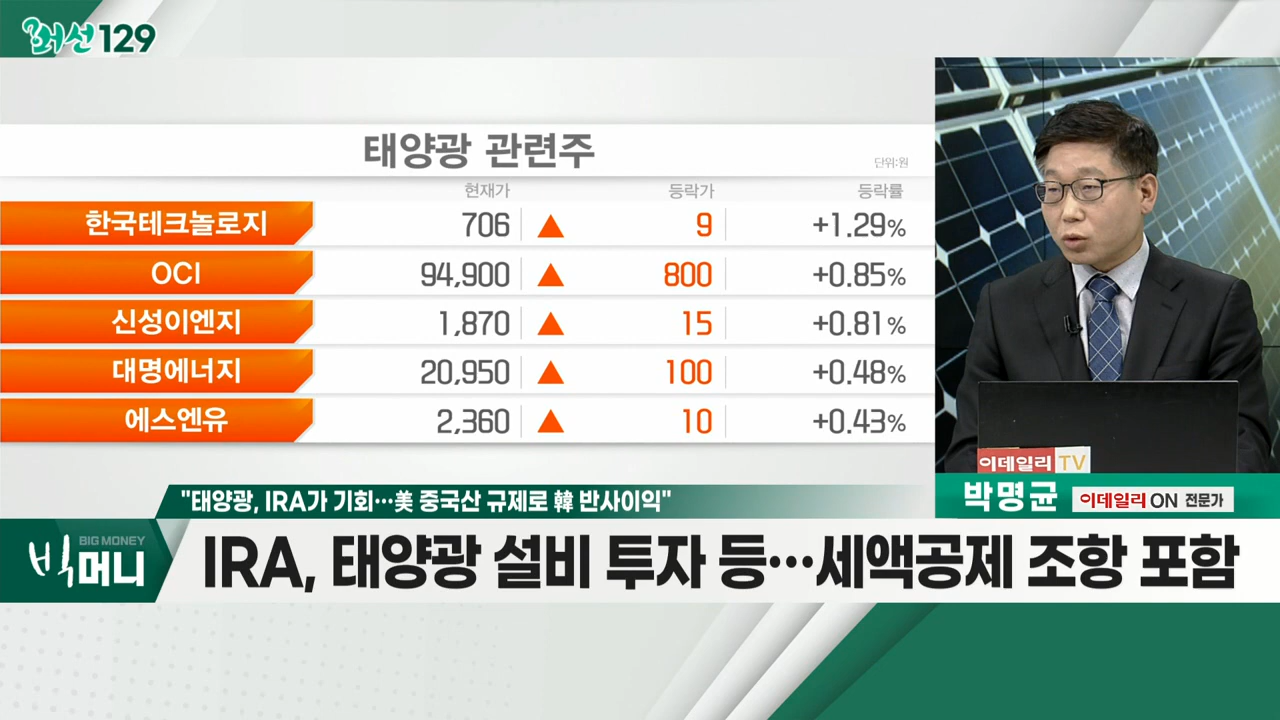 머선129
태양광 관련주
단위:원
현재가 등락가 등락률
한국테크놀로지 706 ▲ 9 +1.29%
OCI 94,900 ▲ 800 +0.85%
신성이엔지 1,870 ▲ 15 +0.81%
대명에너지 20,950 ▲ 100 +0.48%
에스엔유 2,360 ▲ 10 +0.43%
이데일리TV
박명균 이데일리ON 전문가
"태양광, IRA가 기회…美 중국산 규제로 韓 반사이익"
BIG MONEY
빅머니
IRA, 태양광 설비 투자 등…세액공제 조항 포함